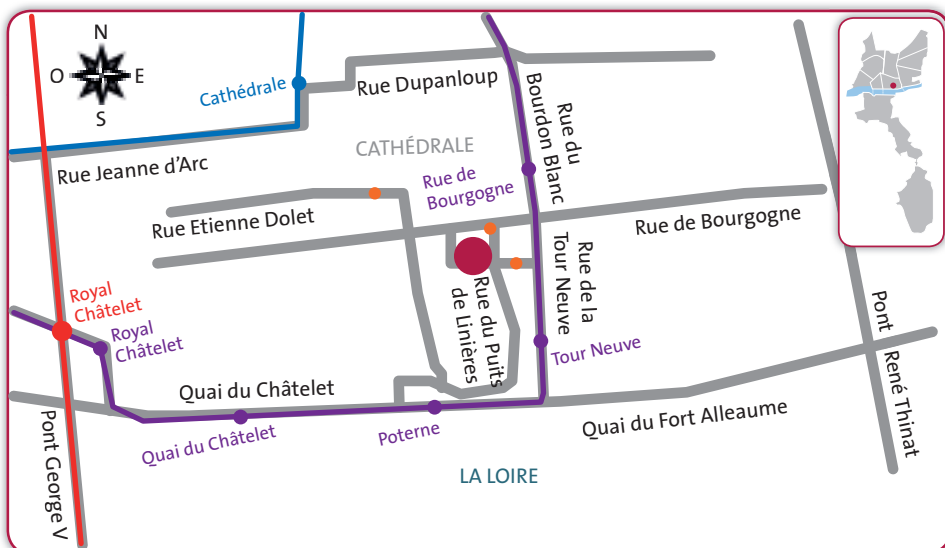 N
O
E
S
Cathédrale
Rue Dupanloup
Rue du
Bourdon Blanc
CATHÉDRALE
Rue Jeanne d'Arc
Rue de
Bourgogne
Rue Etienne Dolet
Rue de Bourgogne
Rue de la
Tour Neuve
Rue du Puits
de Linières
Royal
Châtelet
Royal
Châtelet
Tour Neuve
Pont René Thinat
Quai du Châtelet
Quai du Fort Alleaume
Pont George V
Quai du Châtelet
Poterne
LA LOIRE